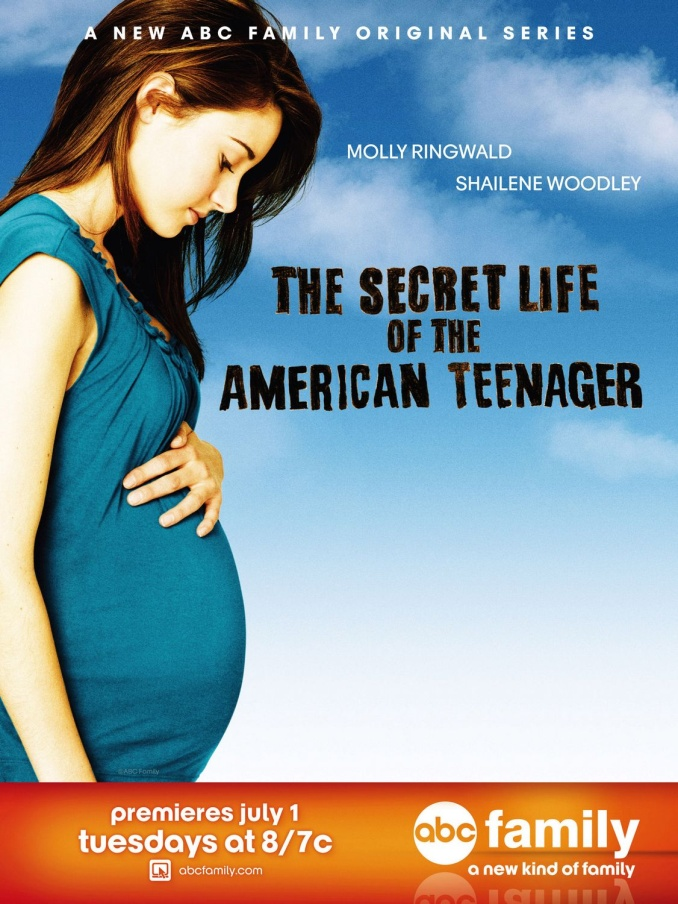 A NEW ABC FAMILY ORIGINAL SERIES
MOLLY RINGWALD
SHAILENE WOODLEY
THE SECRET LIFE
OF THE
AMERICAN TEENAGER
©ABC Family
premieres july 1
tuesdays at 8/7c
abcfamily.com
abc family
a new kind of family